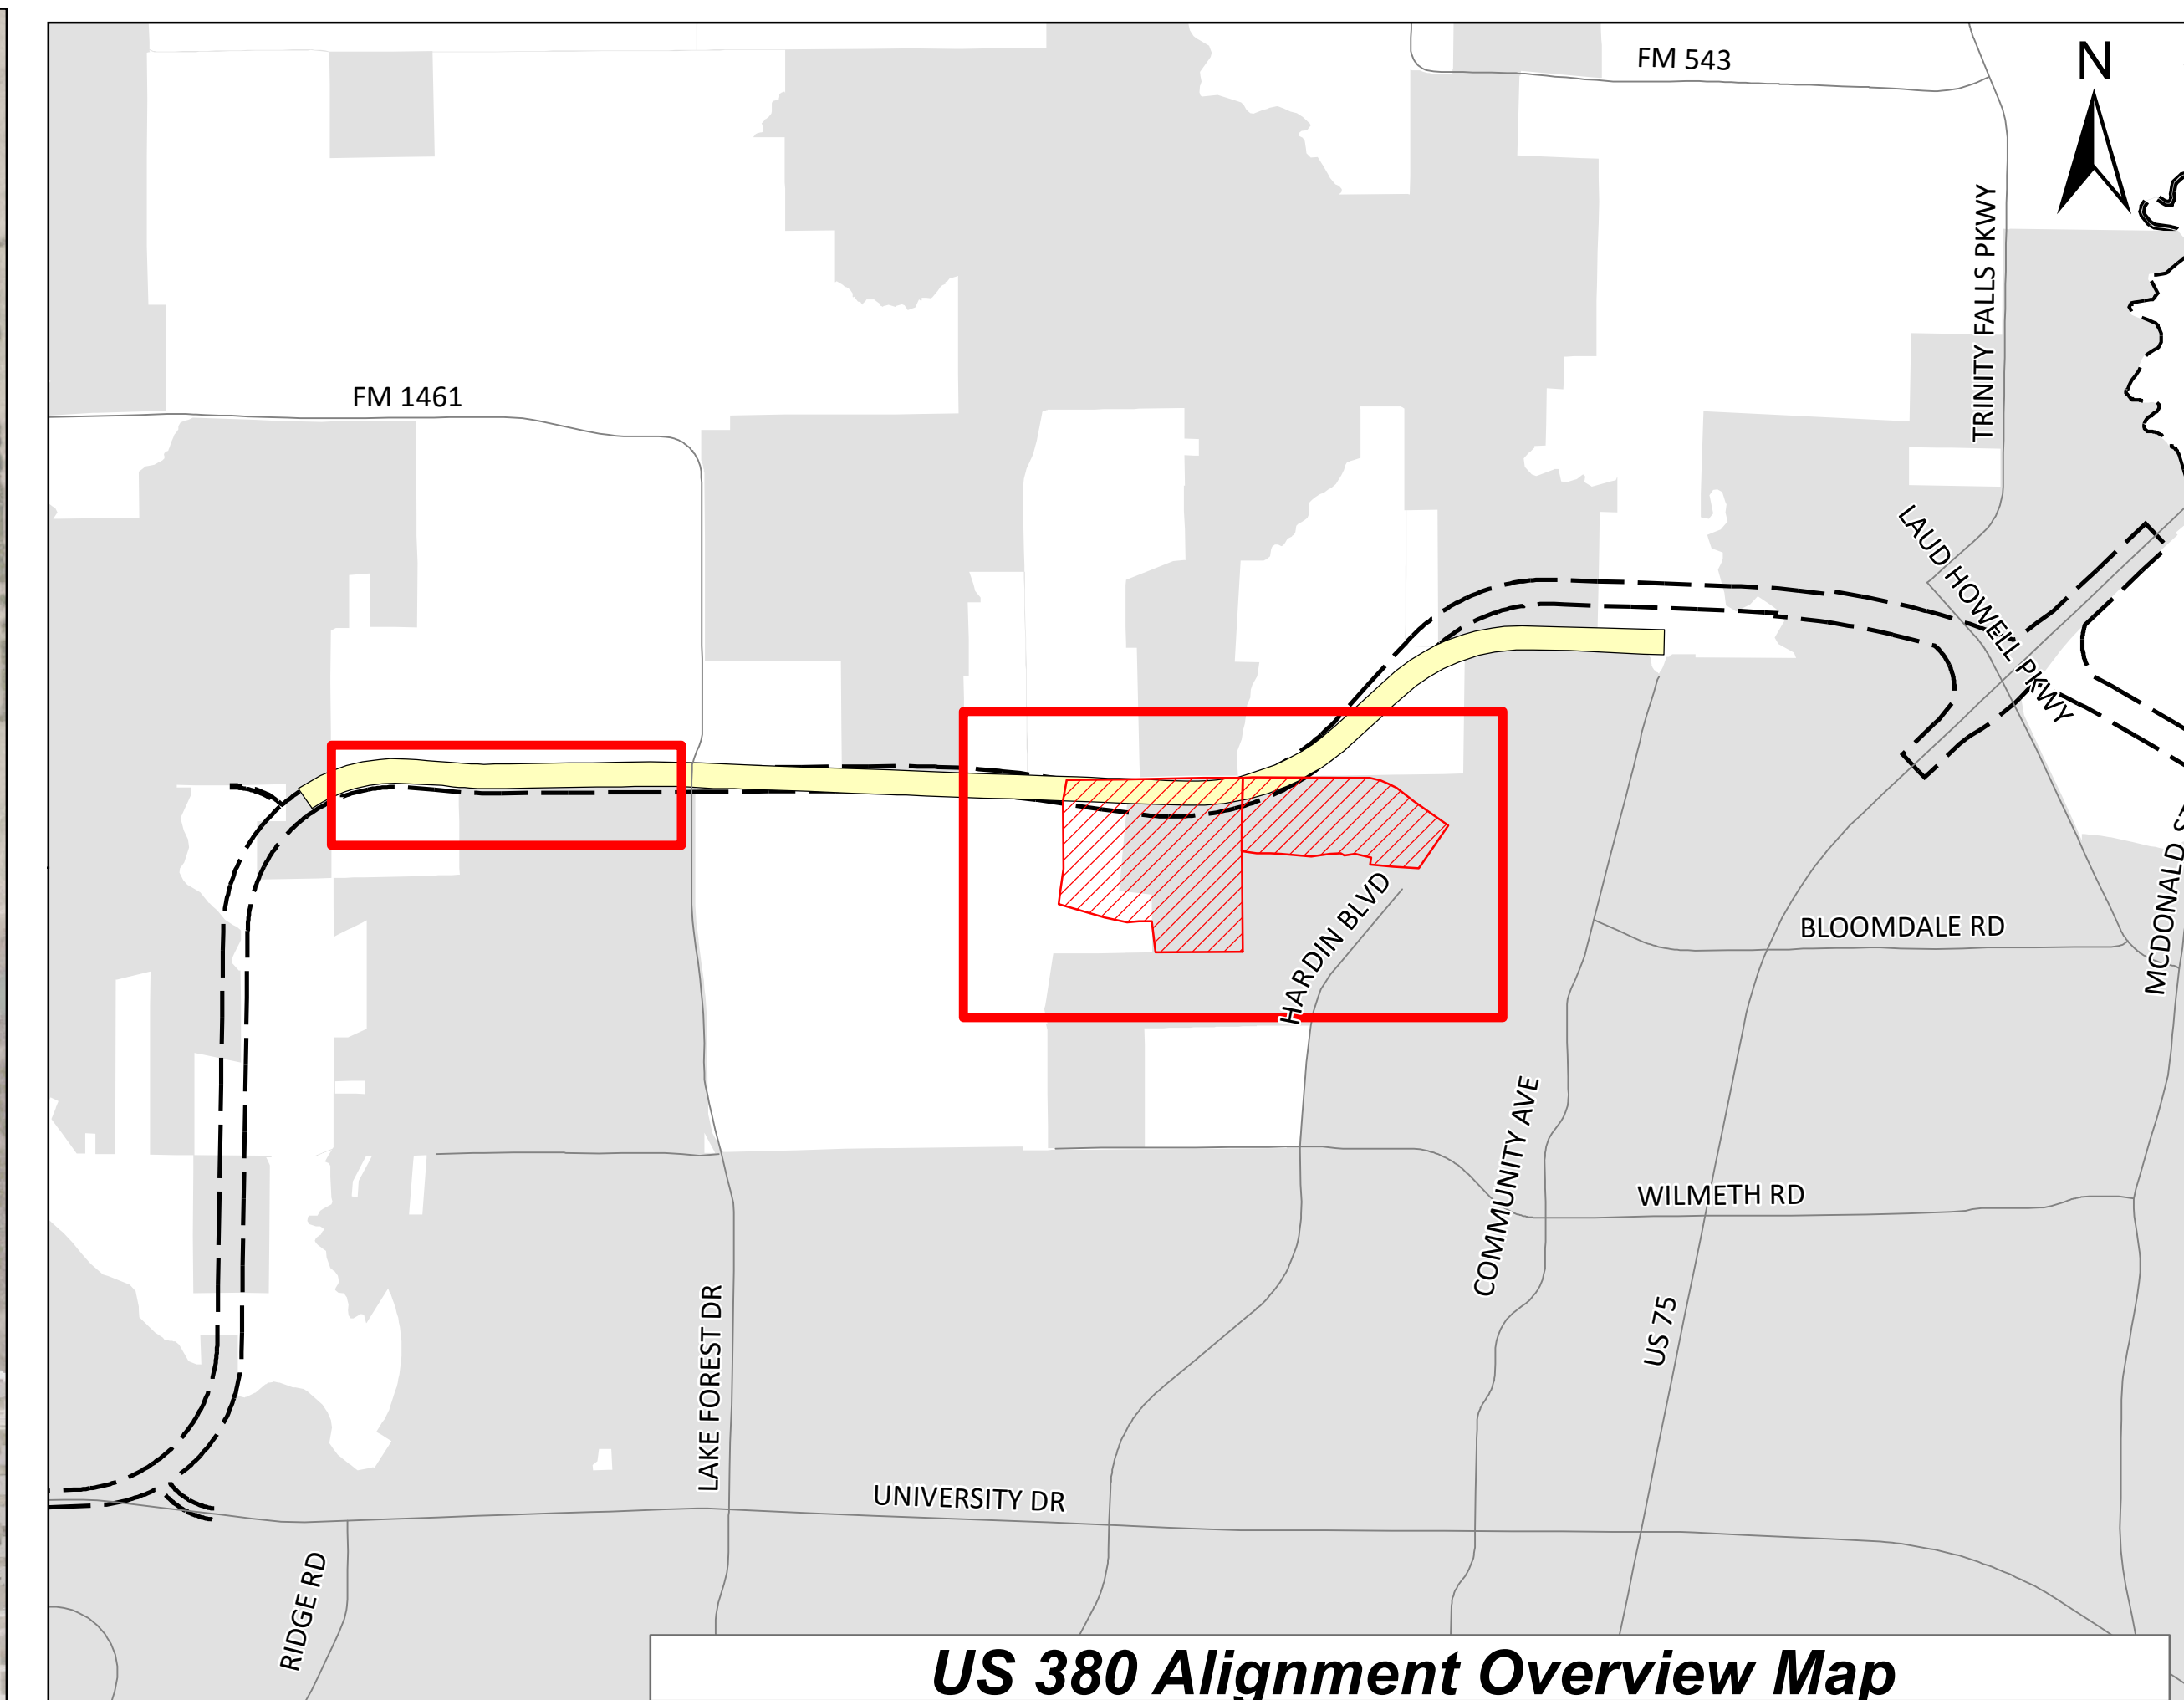 FM 543
N
TRINITY FALLS PKWY
FM 1461
LAUD HOWELL PKWY
HARDIN BLVD
BLOOMDALE RD
MCDONALD
COMMUNITY AVE
WILMETH RD
LAKE FOREST DR
US 75
UNIVERSITY DR
RIDGE RD
US 380 Alignment Overview Map